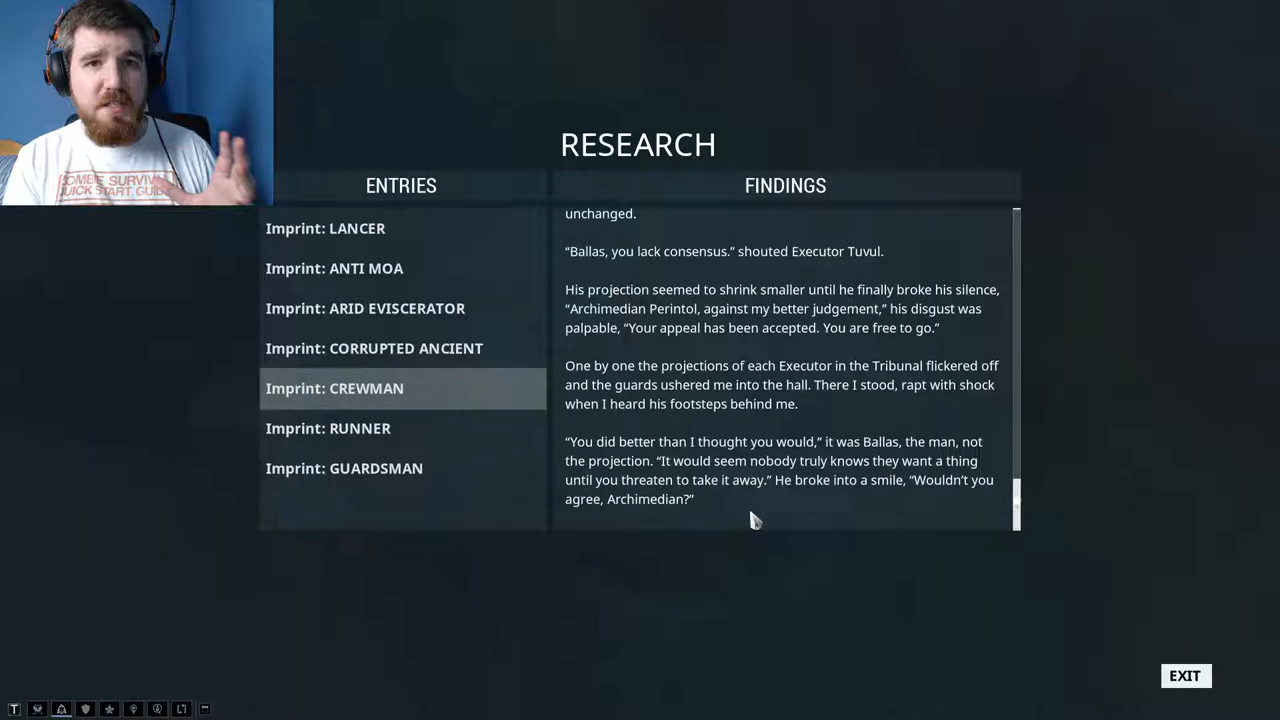 ZOMBIE SURVIVAL
QUICK START GUIDE
RESEARCH
ENTRIES
FINDINGS
Imprint: LANCER
Imprint: ANTI MOA
Imprint: ARID EVISCERATOR
Imprint: CORRUPTED ANCIENT
Imprint: CREWMAN
Imprint: RUNNER
Imprint: GUARDSMAN
unchanged.
“Ballas, you lack consensus.” shouted Executor Tuvul.
His projection seemed to shrink smaller until he finally broke his silence,
“Archimedian Perintol, against my better judgement,” his disgust was
palpable, “Your appeal has been accepted. You are free to go.”
One by one the projections of each Executor in the Tribunal flickered off
and the guards ushered me into the hall. There I stood, rapt with shock
when I heard his footsteps behind me.
“You did better than I thought you would,” it was Ballas, the man, not
the projection. “It would seem nobody truly knows they want a thing
until you threaten to take it away.” He broke into a smile, “Wouldn’t you
agree, Archimedian?”
EXIT
T